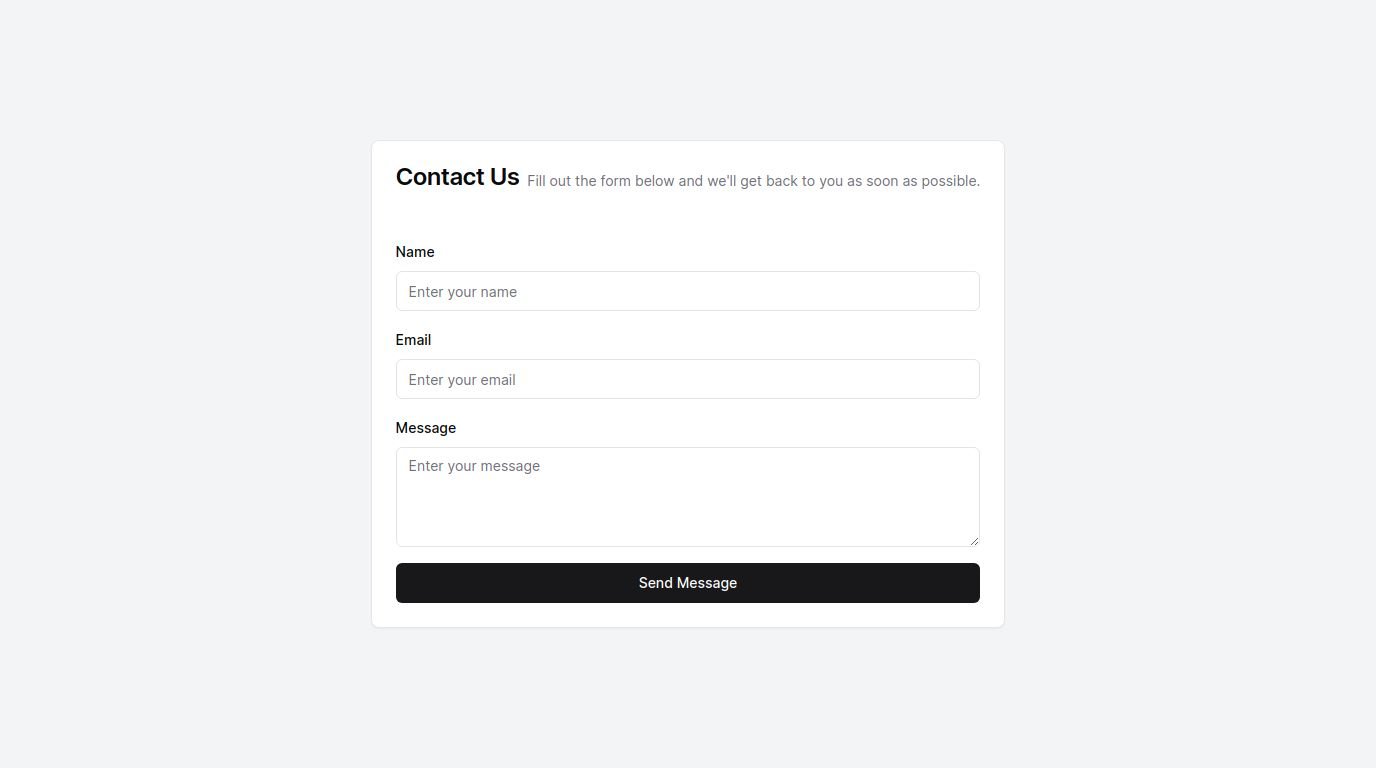 Contact Us Fill out the form below and we'll get back to you as soon as possible.
Name
Enter your name
Email
Enter your email
Message
Enter your message
Send Message